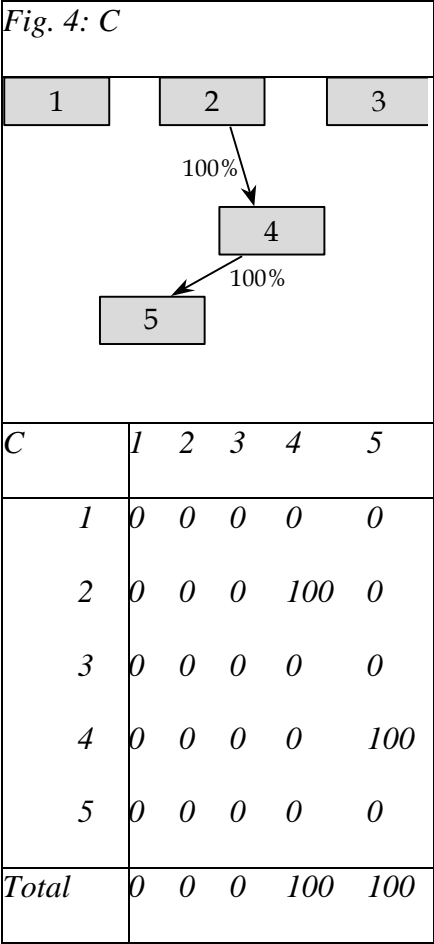 Fig. 4: C
1 2 3
100%
4
100%
5
C 1 2 3 4 5
1 0 0 0 0 0
2 0 0 0 100 0
3 0 0 0 0 0
4 0 0 0 0 100
5 0 0 0 0 0
Total 0 0 0 100 100